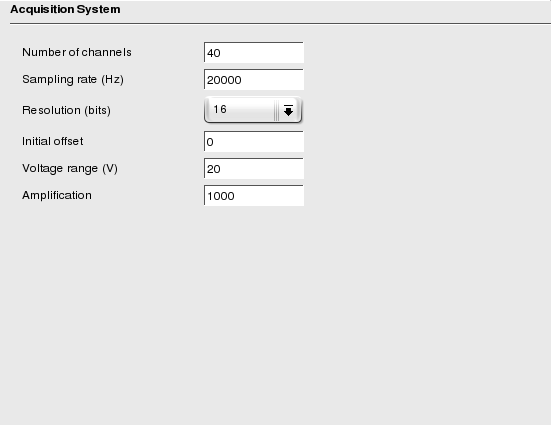 Acquisition System
Number of channels 40
Sampling rate (Hz) 20000
Resolution (bits) 16
Initial offset 0
Voltage range (V) 20
Amplification 1000